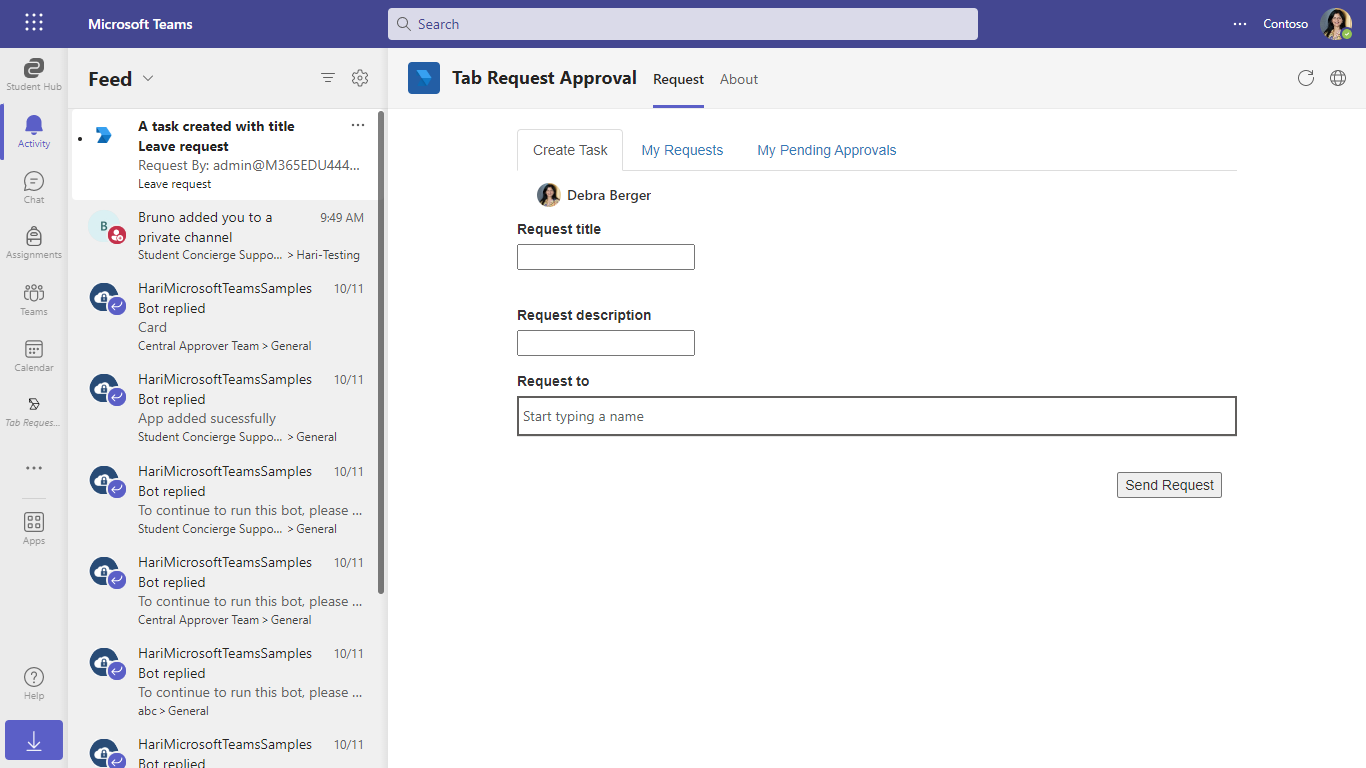 Microsoft Teams
Search
Contoso
Student Hub
Activity
Chat
Assignments
Teams
Calendar
Tab Reques...
Apps
Help
Feed
A task created with title
Leave request
Request By: admin@M365EDU444...
Leave request
Bruno added you to a 9:49 AM
private channel
B
Student Concierge Suppo... > Hari-Testing
HariMicrosoftTeamsSamples 10/11
Bot replied
Card
Central Approver Team > General
HariMicrosoftTeamsSamples 10/11
Bot replied
App added sucessfully
Student Concierge Suppo... > General
HariMicrosoftTeamsSamples 10/11
Bot replied
To continue to run this bot, please ...
Student Concierge Suppo... > General
HariMicrosoftTeamsSamples 10/11
Bot replied
To continue to run this bot, please ...
Central Approver Team > General
HariMicrosoftTeamsSamples 10/11
Bot replied
To continue to run this bot, please ...
abc > General
HariMicrosoftTeamsSamples 10/11
Bot replied
Tab Request Approval Request About
Create Task My Requests My Pending Approvals
Debra Berger
Request title
Request description
Request to
Start typing a name
Send Request